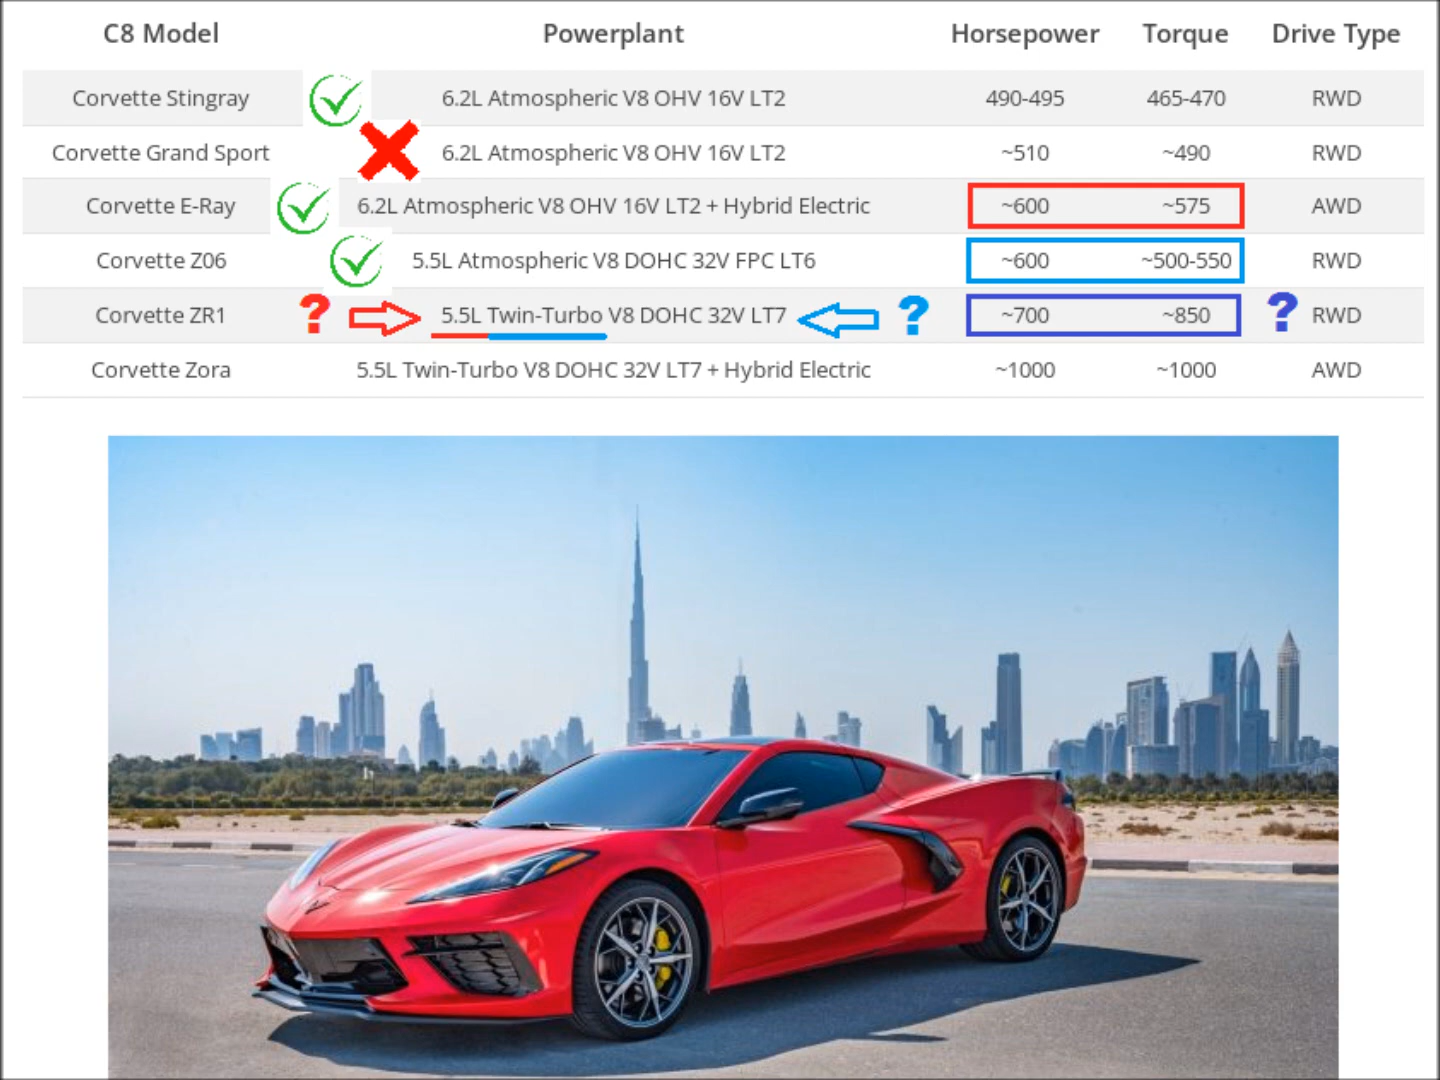 C8 Model Powerplant Horsepower Torque Drive Type
Corvette Stingray 6.2L Atmospheric V8 OHV 16V LT2 490-495 465-470 RWD
Corvette Grand Sport 6.2L Atmospheric V8 OHV 16V LT2 ~510 ~490 RWD
Corvette E-Ray 6.2L Atmospheric V8 OHV 16V LT2 + Hybrid Electric ~600 ~575 AWD
Corvette Z06 5.5L Atmospheric V8 DOHC 32V FPC LT6 ~600 ~500-550 RWD
Corvette ZR1 ? 5.5L Twin-Turbo V8 DOHC 32V LT7 ? ~700 ~850 ? RWD
Corvette Zora 5.5L Twin-Turbo V8 DOHC 32V LT7 + Hybrid Electric ~1000 ~1000 AWD